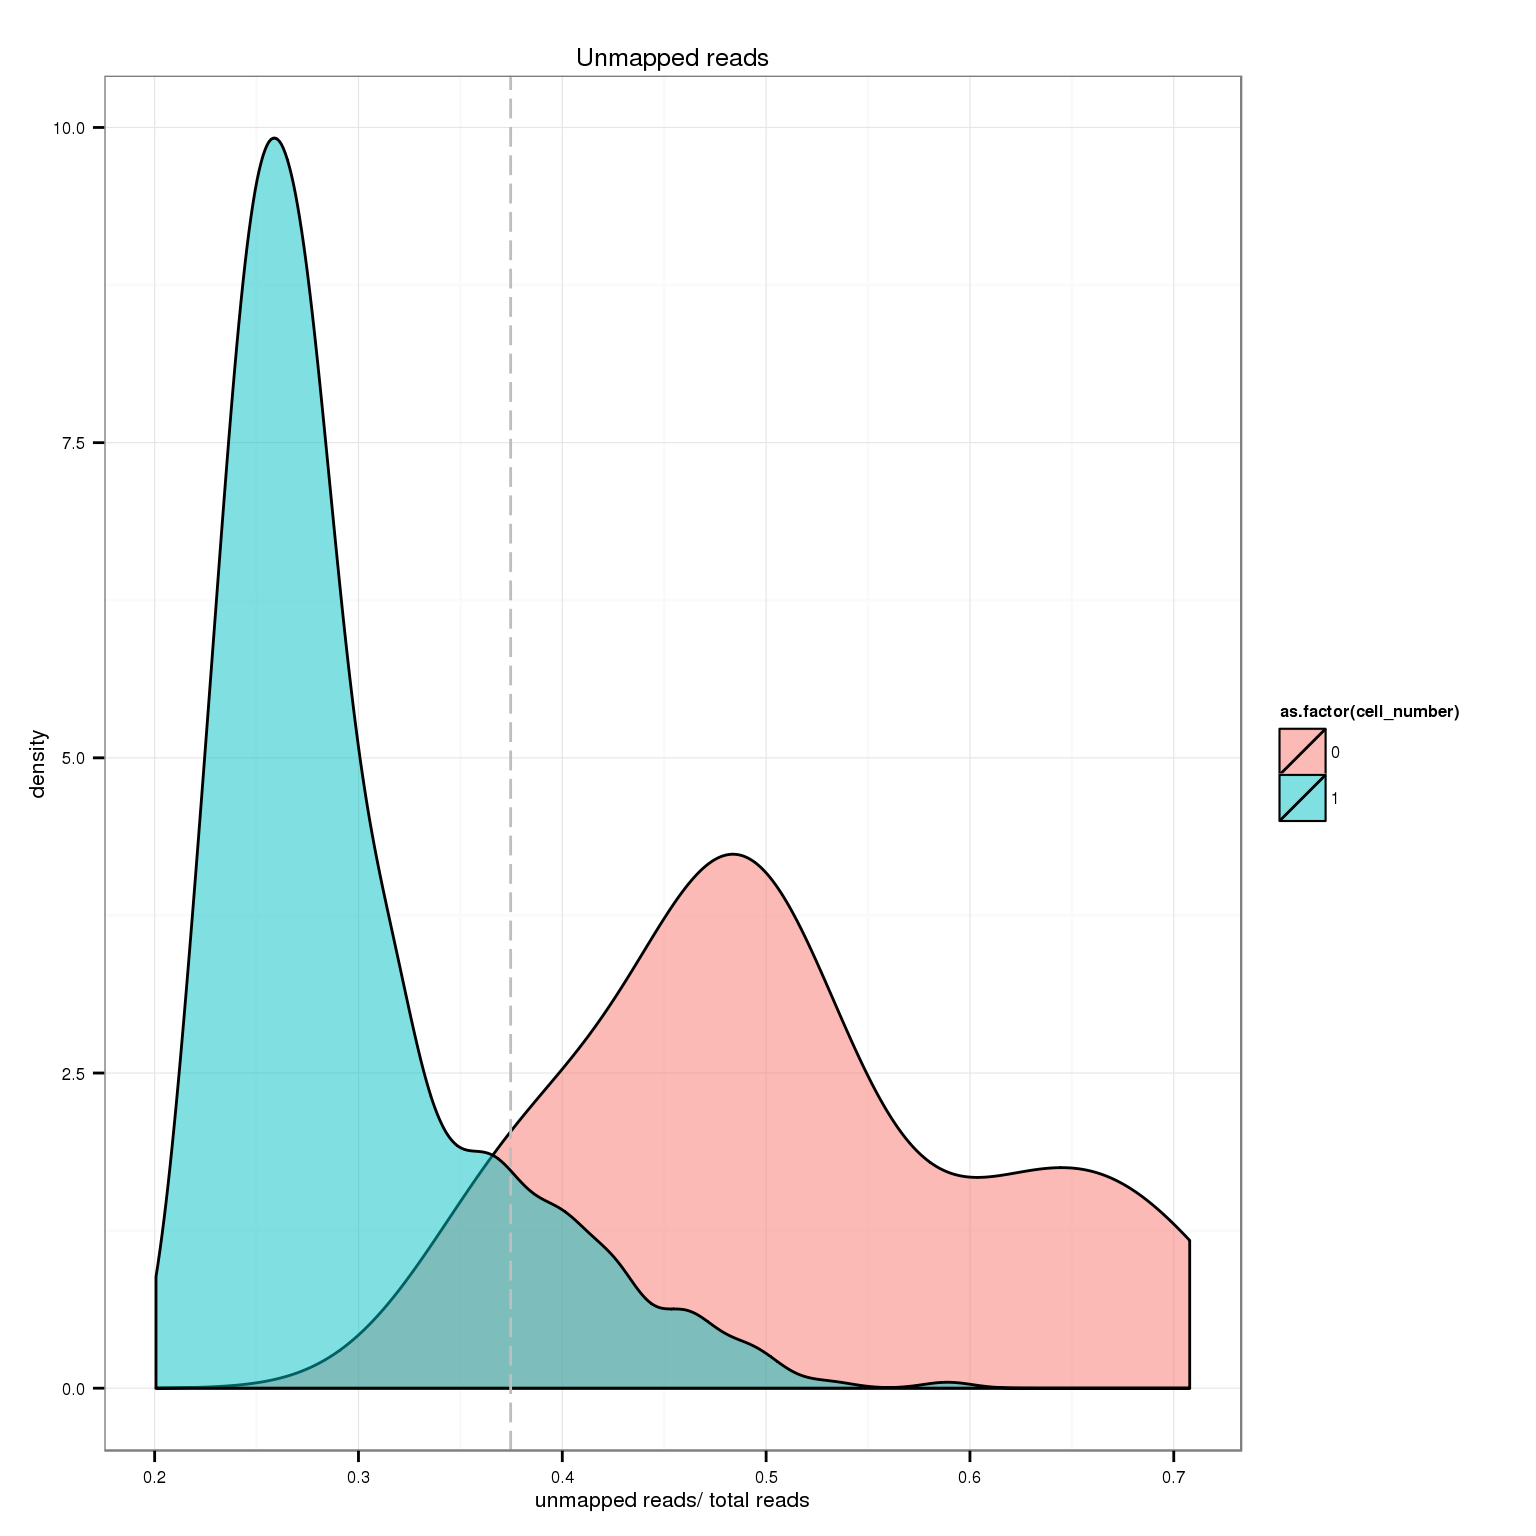 Unmapped reads
10.0
7.5
5.0
2.5
0.0
density
0.2 0.3 0.4 0.5 0.6 0.7
unmapped reads/ total reads
as.factor(cell_number)
0
1